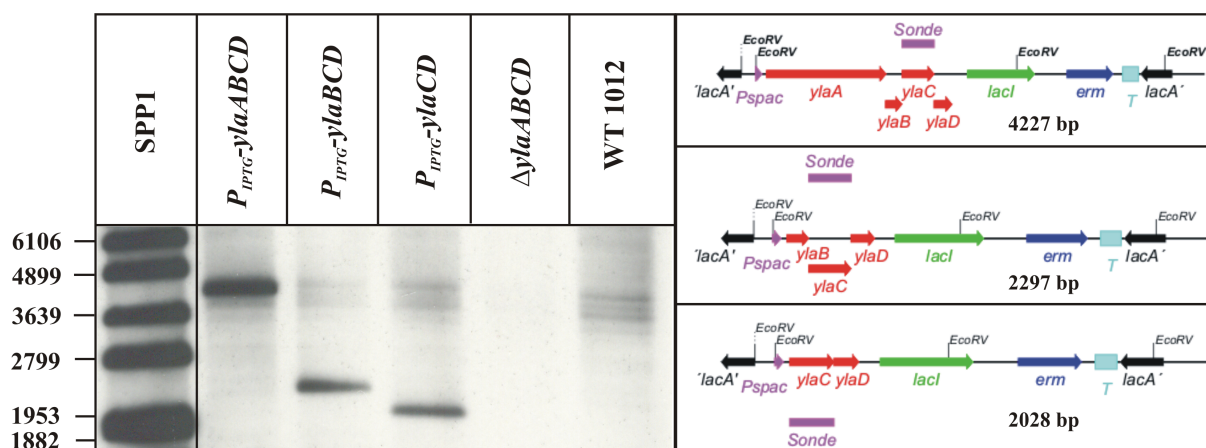 SPP1
P_IPTG-ylaABCD
P_IPTG-ylaBCD
P_IPTG-ylaCD
ΔylaABCD
WT 1012
6106
4899
3639
2799
1953
1882
Sonde
EcoRV
EcoRV
EcoRV
EcoRV
´lacA'
Pspac
ylaA
ylaC
lacI
erm
T
lacA´
ylaB
ylaD
4227 bp
Sonde
EcoRV
EcoRV
EcoRV
EcoRV
´lacA'
Pspac
ylaB
ylaD
lacI
erm
T
lacA´
ylaC
2297 bp
EcoRV
EcoRV
EcoRV
EcoRV
´lacA'
Pspac
ylaC
ylaD
lacI
erm
T
lacA´
Sonde
2028 bp